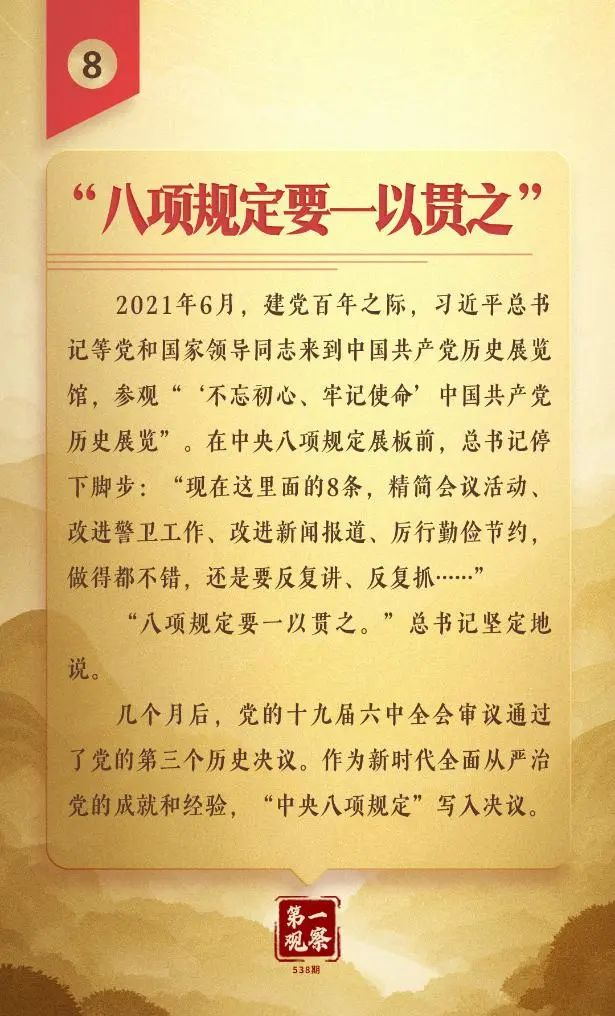 8
“八项规定要一以贯之”
2021年6月，建党百年之际，习近平总书
记等党和国家领导同志来到中国共产党历史展览
馆，参观“‘不忘初心、牢记使命’中国共产党
历史展览”。在中央八项规定展板前，总书记停
下脚步：“现在这里面的8条，精简会议活动、
改进警卫工作、改进新闻报道、厉行勤俭节约，
做得都不错，还是要反复讲、反复抓……”
“八项规定要一以贯之。”总书记坚定地
说。
几个月后，党的十九届六中全会审议通过
了党的第三个历史决议。作为新时代全面从严治
党的成就和经验，“中央八项规定”写入决议。
第一
观察
538期